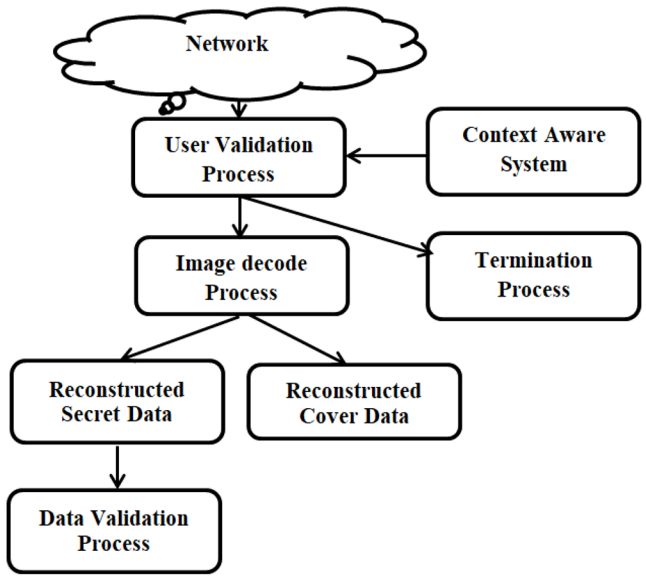 Network
User Validation
Process
Context Aware
System
Image decode
Process
Termination
Process
Reconstructed
Secret Data
Reconstructed
Cover Data
Data Validation
Process